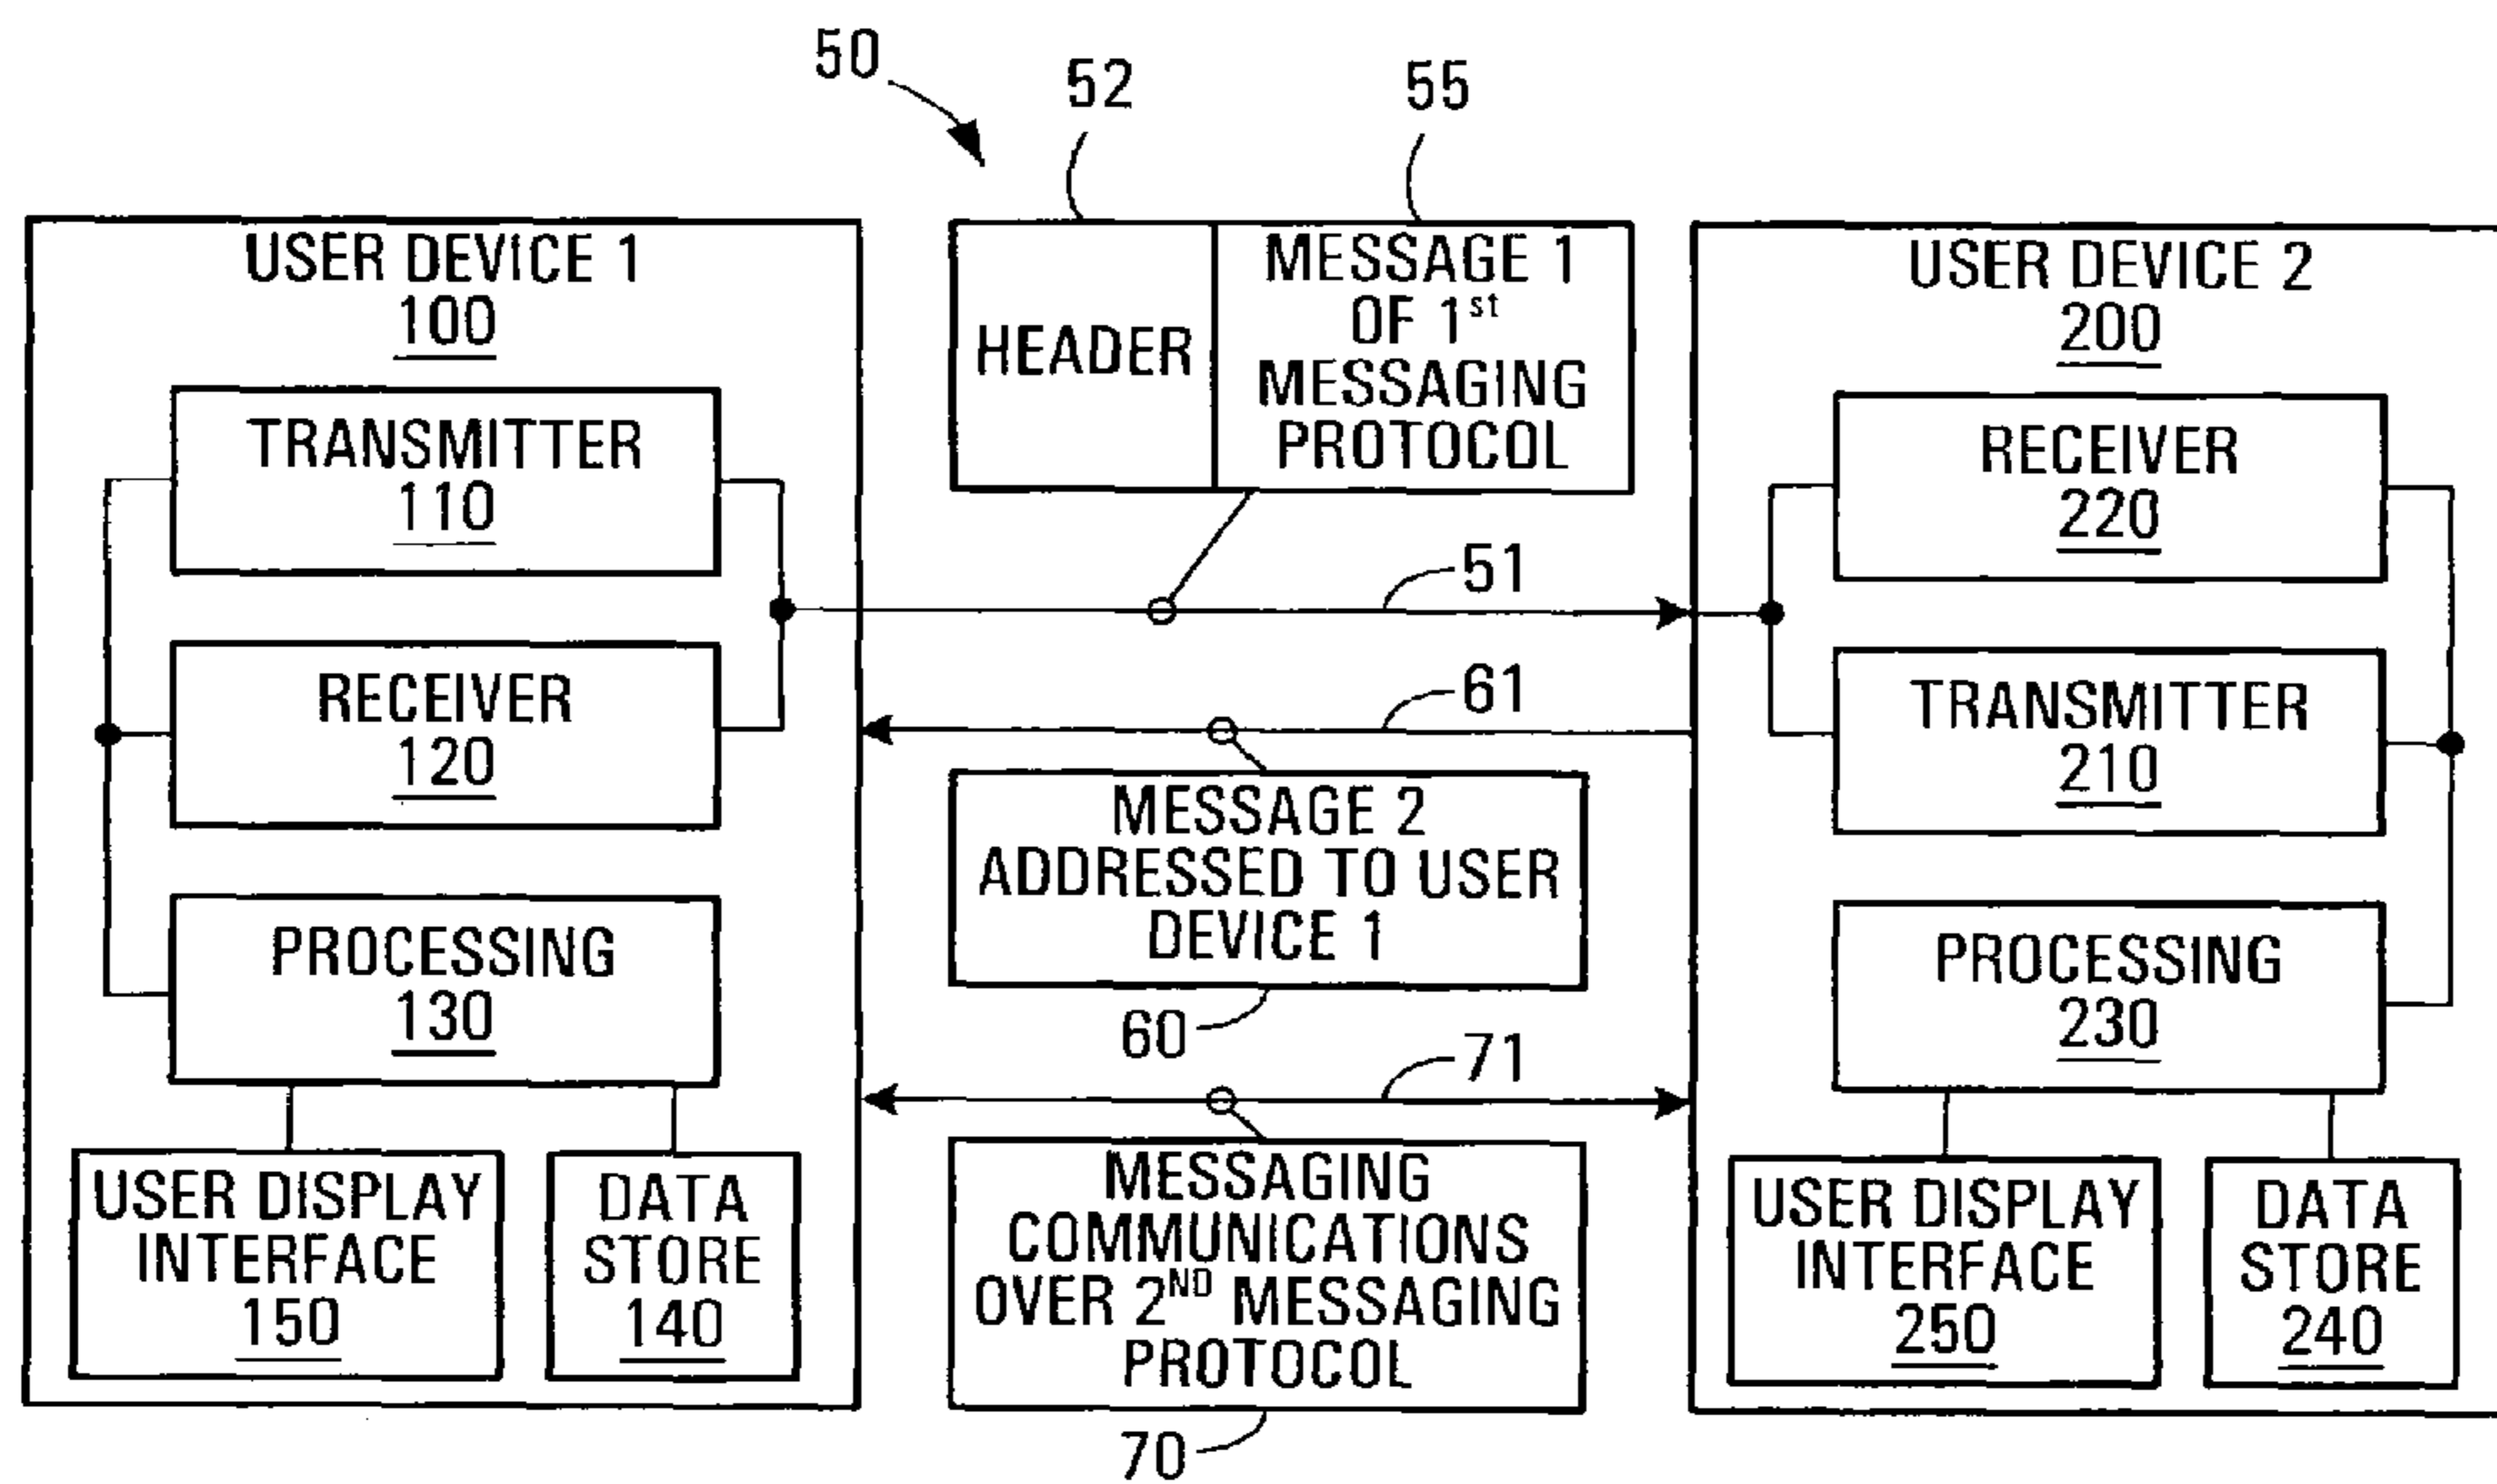 50
52
55
USER DEVICE 1
100
TRANSMITTER
110
RECEIVER
120
PROCESSING
130
USER DISPLAY
INTERFACE
150
DATA
STORE
140
HEADER
MESSAGE 1
OF 1st
MESSAGING
PROTOCOL
51
61
MESSAGE 2
ADDRESSED TO USER
DEVICE 1
60
71
MESSAGING
COMMUNICATIONS
OVER 2ND MESSAGING
PROTOCOL
70
USER DEVICE 2
200
RECEIVER
220
TRANSMITTER
210
PROCESSING
230
USER DISPLAY
INTERFACE
250
DATA
STORE
240